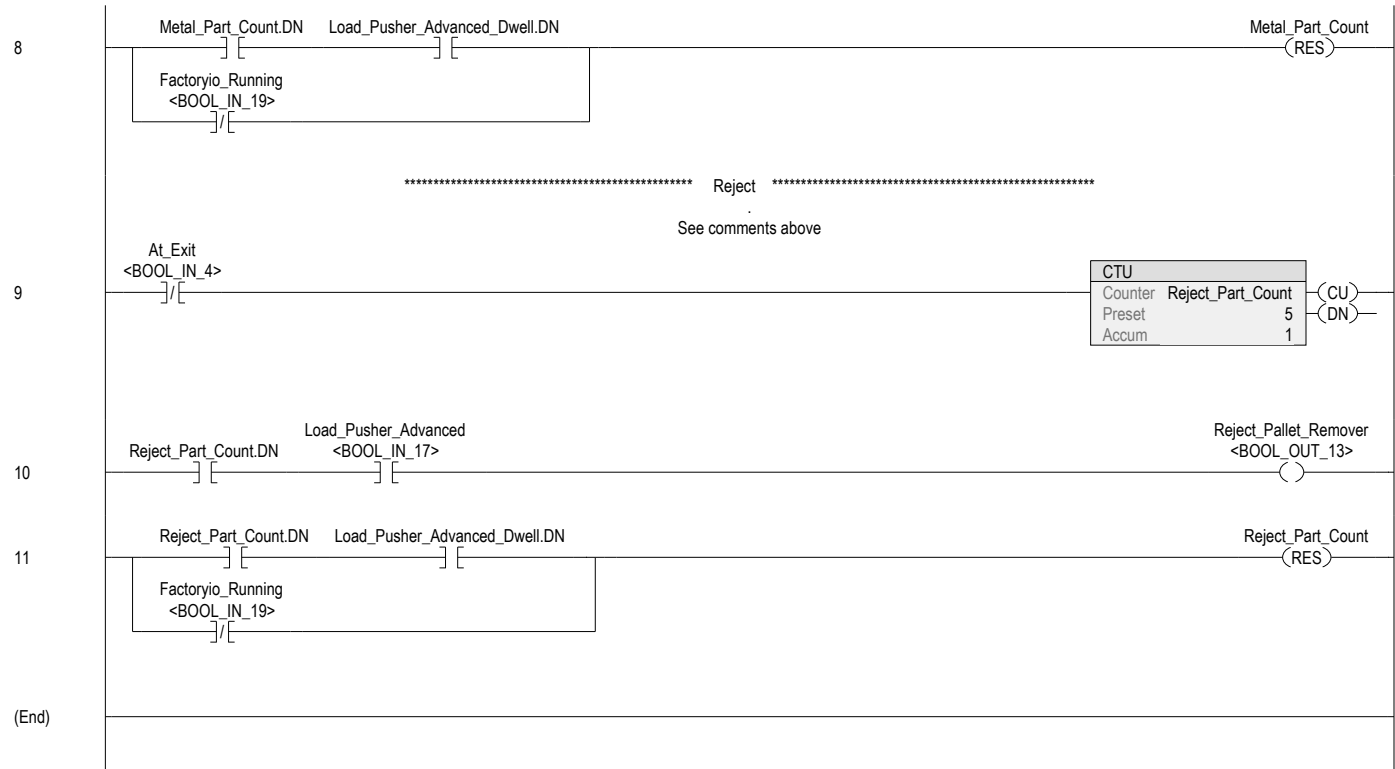 Metal_Part_Count.DN Load_Pusher_Advanced_Dwell.DN Metal_Part_Count
8 RES
Factoryio_Running
<BOOL_IN_19>
************************************************** Reject ********************************************************
.
See comments above
At_Exit
<BOOL_IN_4>
9
CTU
Counter Reject_Part_Count CU
Preset 5 DN
Accum 1
Load_Pusher_Advanced Reject_Pallet_Remover
Reject_Part_Count.DN <BOOL_IN_17> <BOOL_OUT_13>
10
Reject_Part_Count.DN Load_Pusher_Advanced_Dwell.DN Reject_Part_Count
11 RES
Factoryio_Running
<BOOL_IN_19>
(End)